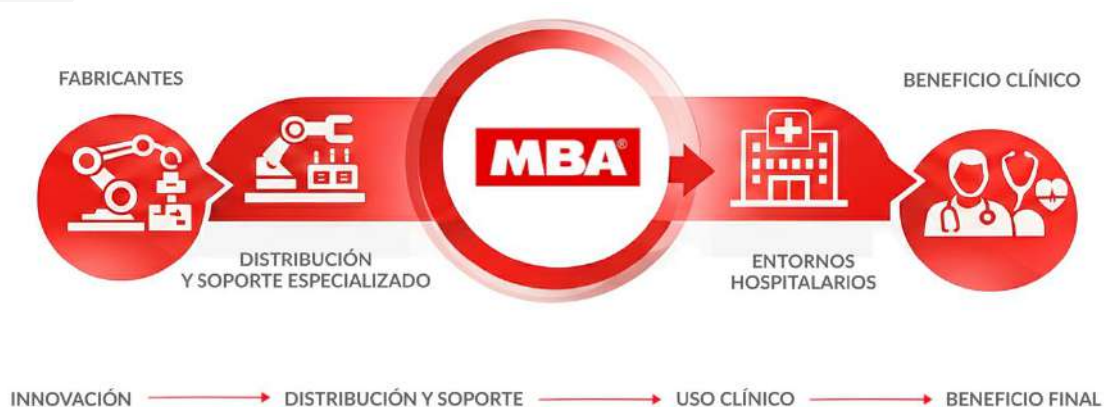 FABRICANTES
BENEFICIO CLÍNICO
MBA®
DISTRIBUCIÓN
Y SOPORTE ESPECIALIZADO
ENTORNOS
HOSPITALARIOS
INNOVACIÓN
DISTRIBUCIÓN Y SOPORTE
USO CLÍNICO
BENEFICIO FINAL